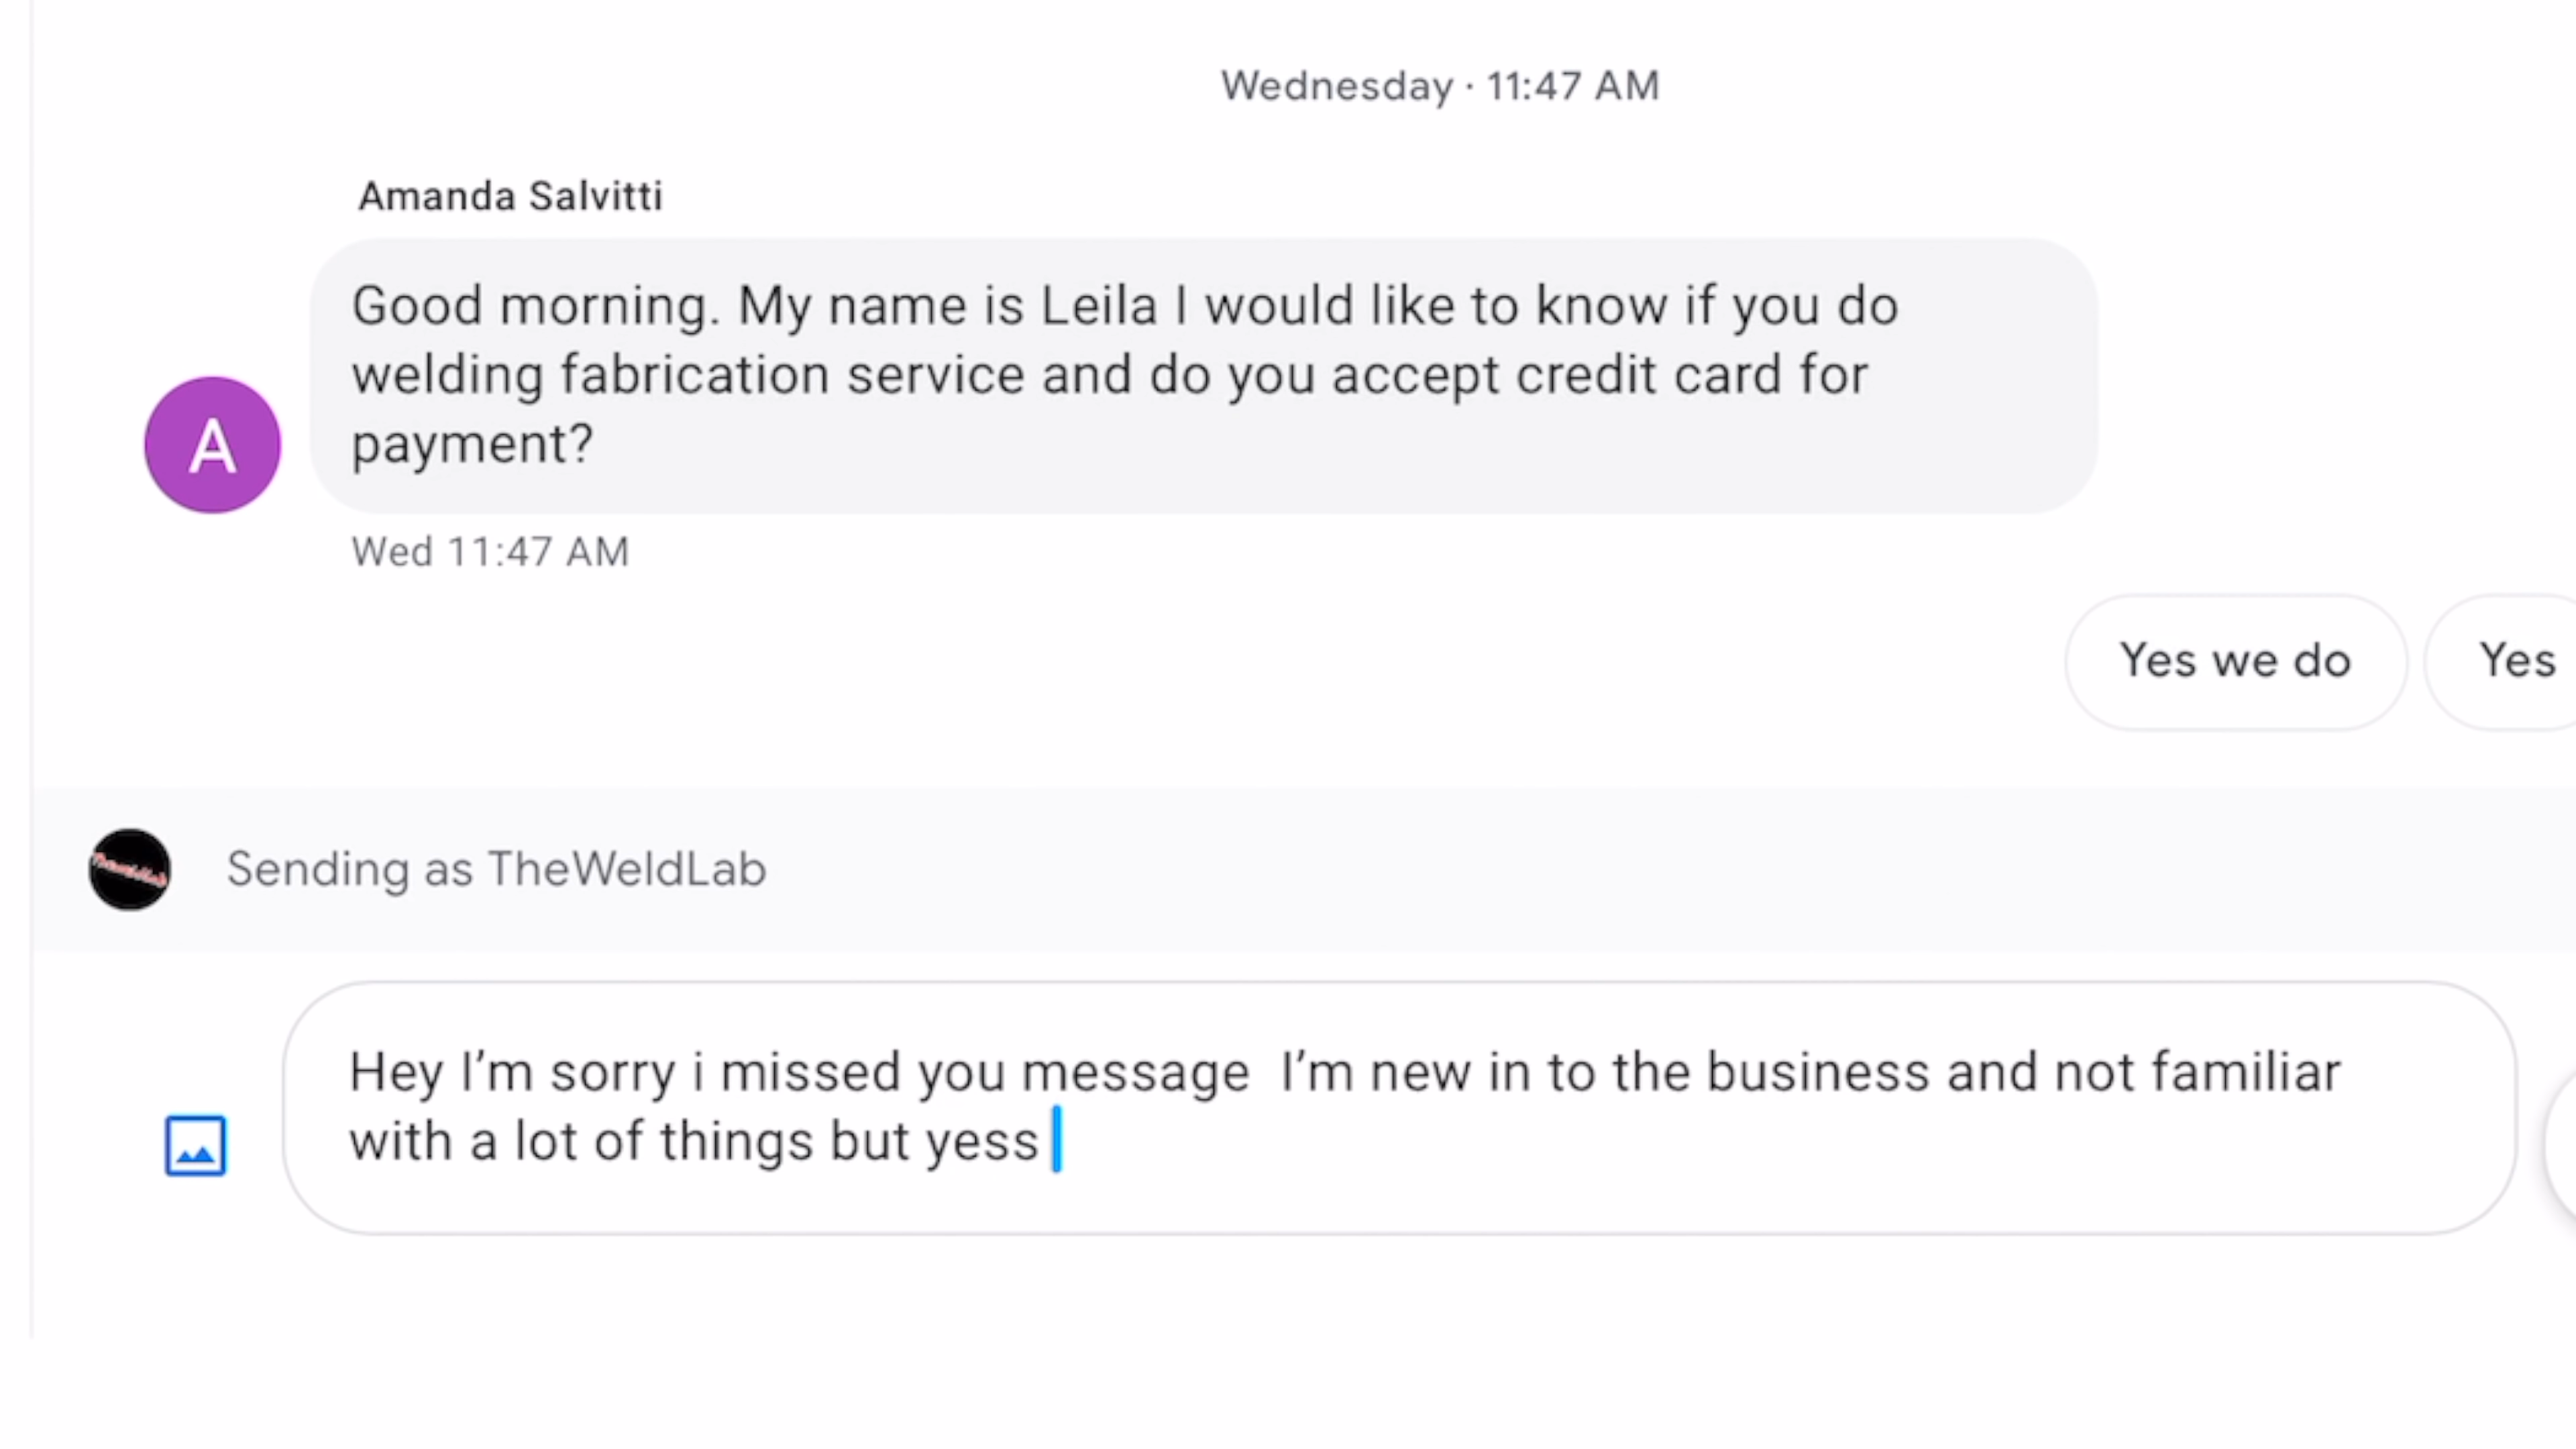 Wednesday · 11:47 AM
Amanda Salvitti
Good morning. My name is Leila I would like to know if you do
welding fabrication service and do you accept credit card for
payment?
A
Wed 11:47 AM
Yes we do
Yes
TheWeldLab
Sending as TheWeldLab
Hey I’m sorry i missed you message  I’m new in to the business and not familiar
with a lot of things but yess